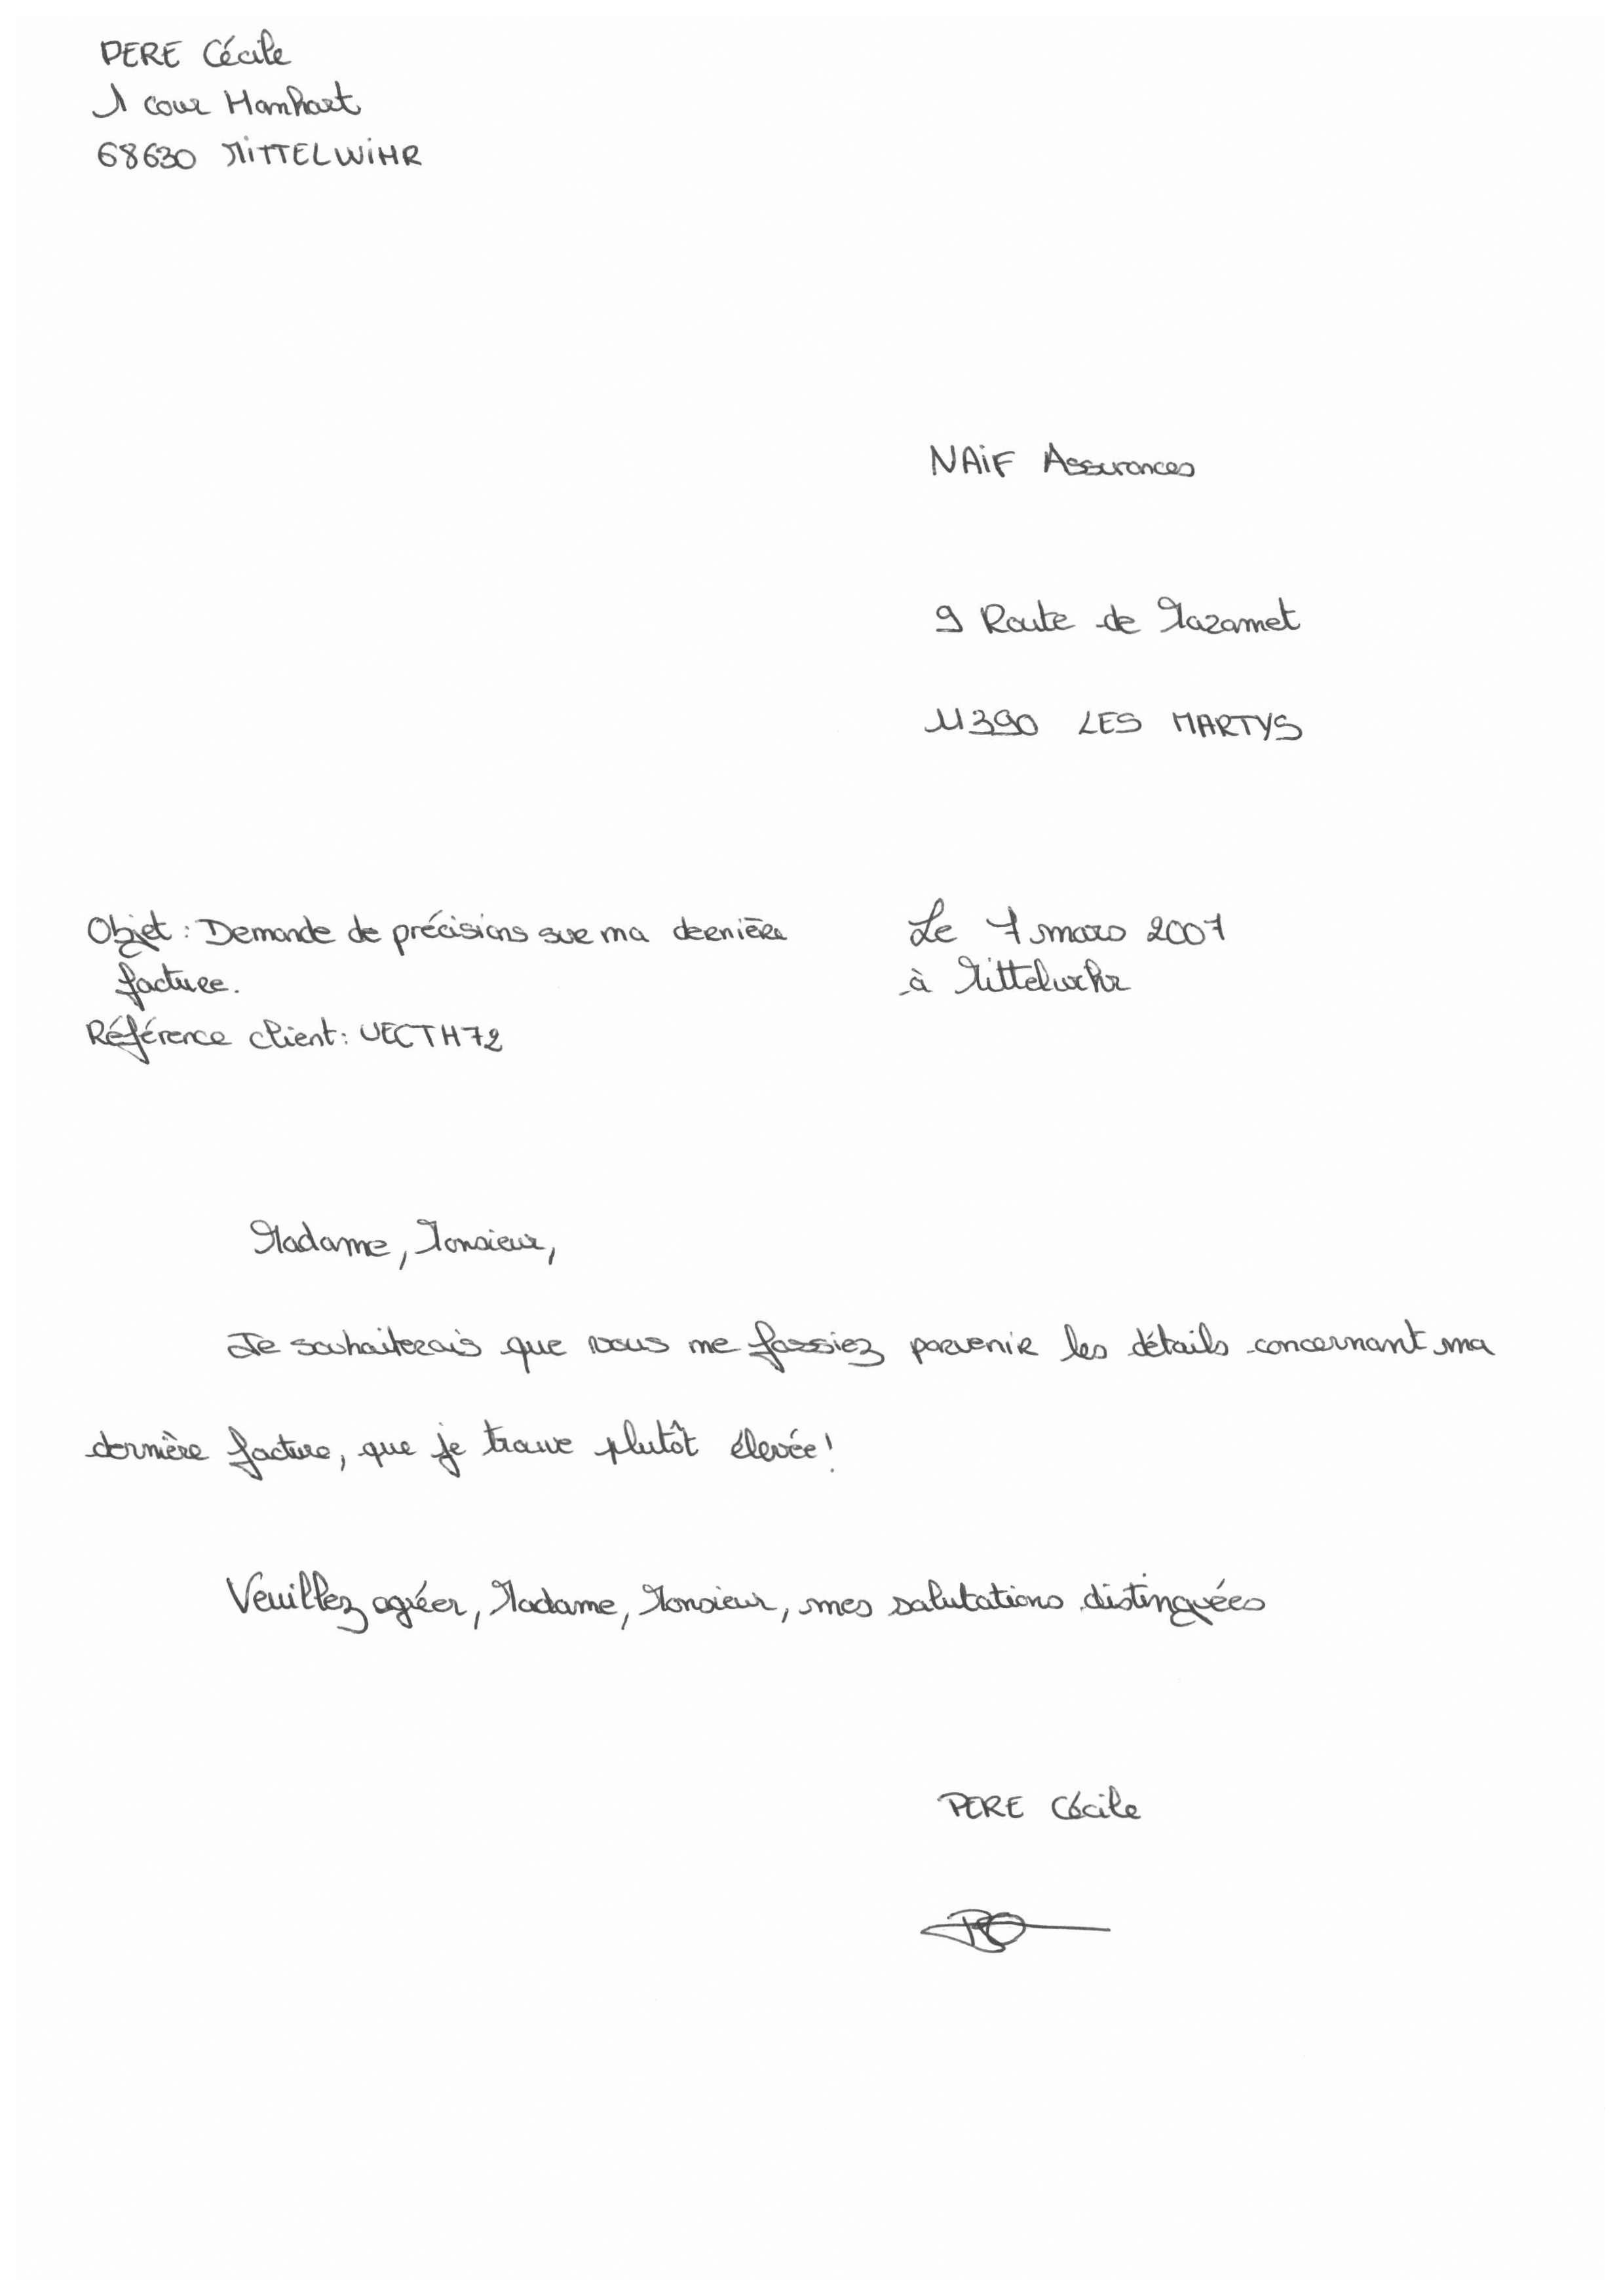 PERE Cécile
1 cour Hanhart
68630 MITTELWIHR
NAIF Assurances
9 Route de Mazamet
11390 LES MARTYS
Objet : Demande de précisions sur ma dernière
facture.
Référence client : UECTH72
Le 7 mars 2007
à Mittelwihr
Madame, Monsieur,
Je souhaiterais que vous me fassiez parvenir les détails concernant ma
dernière facture, que je trouve plutôt élevée !
Veuillez agréer, Madame, Monsieur, mes salutations distinguées
PERE Cécile